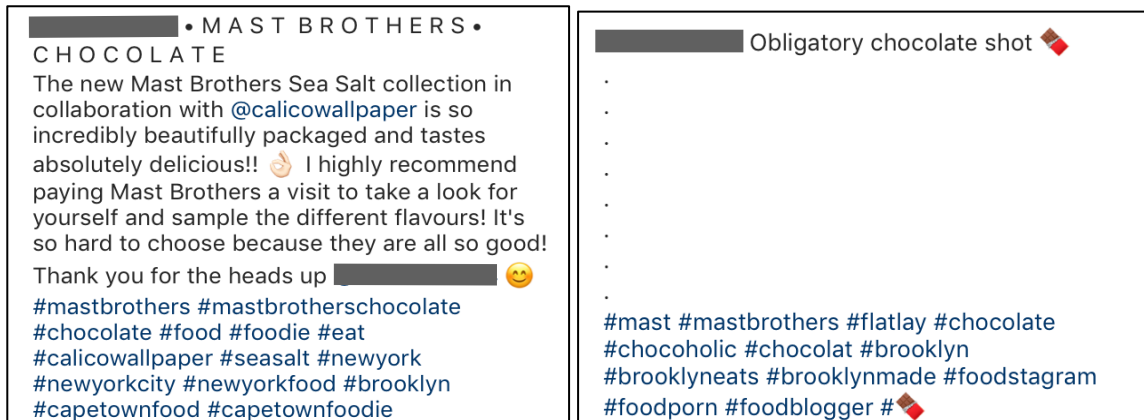 • M A S T  B R O T H E R S •
C H O C O L A T E
The new Mast Brothers Sea Salt collection in
collaboration with @calicowallpaper is so
incredibly beautifully packaged and tastes
absolutely delicious!! 👌🏻 I highly recommend
paying Mast Brothers a visit to take a look for
yourself and sample the different flavours! It's
so hard to choose because they are all so good!
Thank you for the heads up 😊
#mastbrothers #mastbrotherschocolate
#chocolate #food #foodie #eat
#calicowallpaper #seasalt #newyork
#newyorkcity #newyorkfood #brooklyn
#capetownfood #capetownfoodie
Obligatory chocolate shot 🍫
.
.
.
.
.
.
.
.
#mast #mastbrothers #flatlay #chocolate
#chocoholic #chocolat #brooklyn
#brooklyneats #brooklynmade #foodstagram
#foodporn #foodblogger #🍫